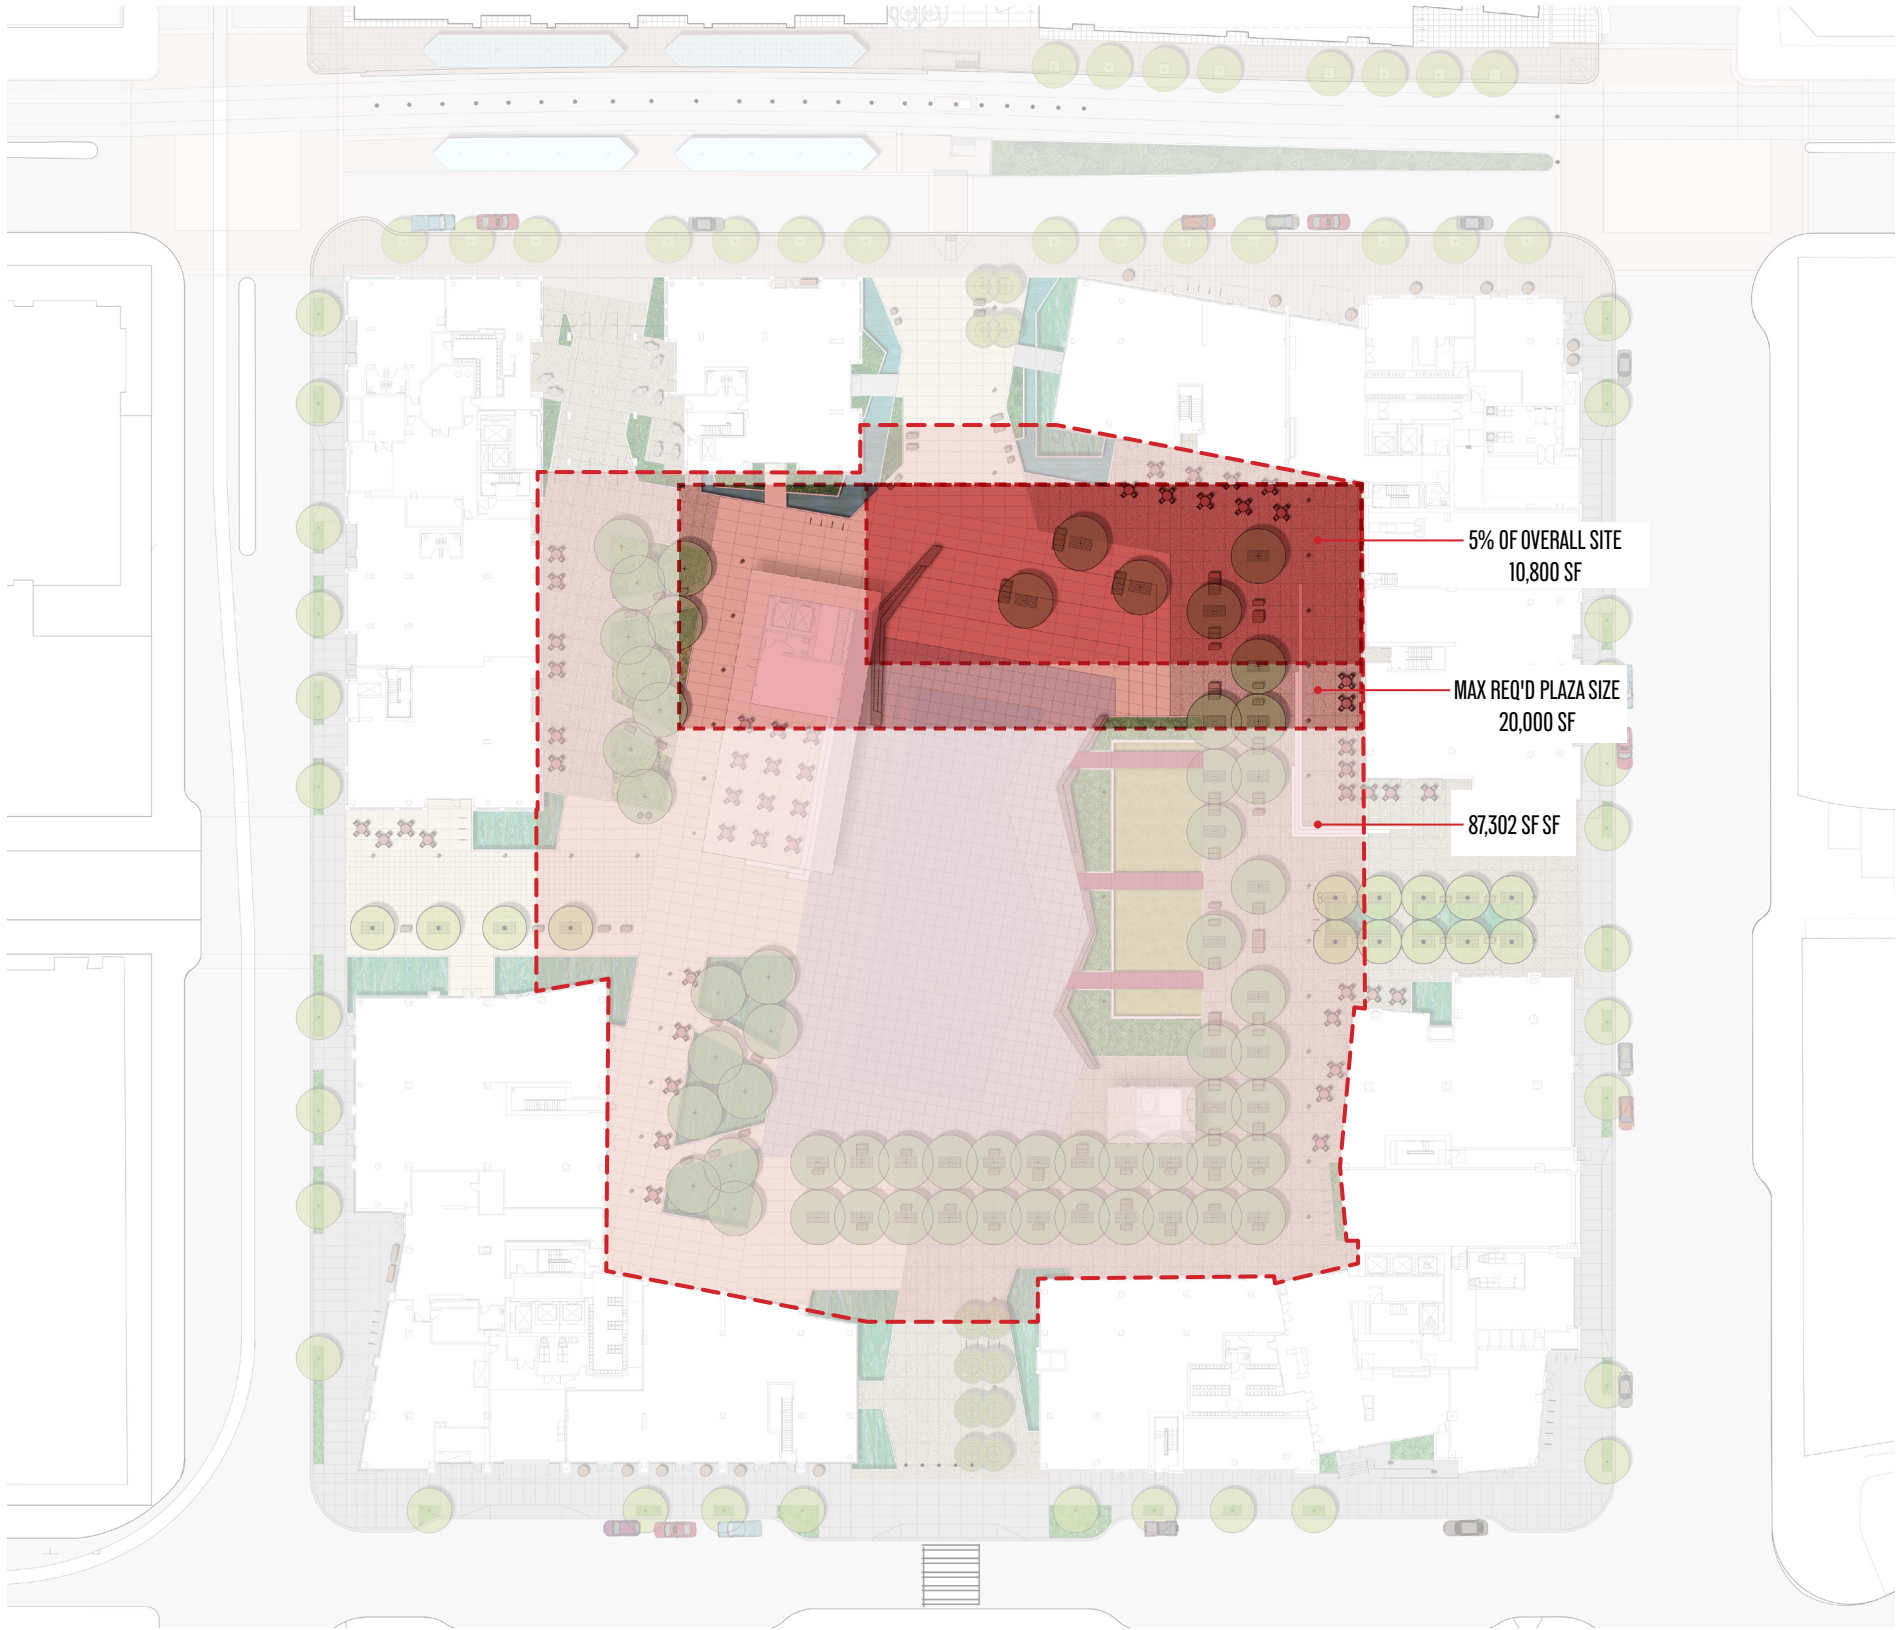 5% OF OVERALL SITE
10,800 SF
MAX REQ'D PLAZA SIZE
20,000 SF
87,302 SF SF